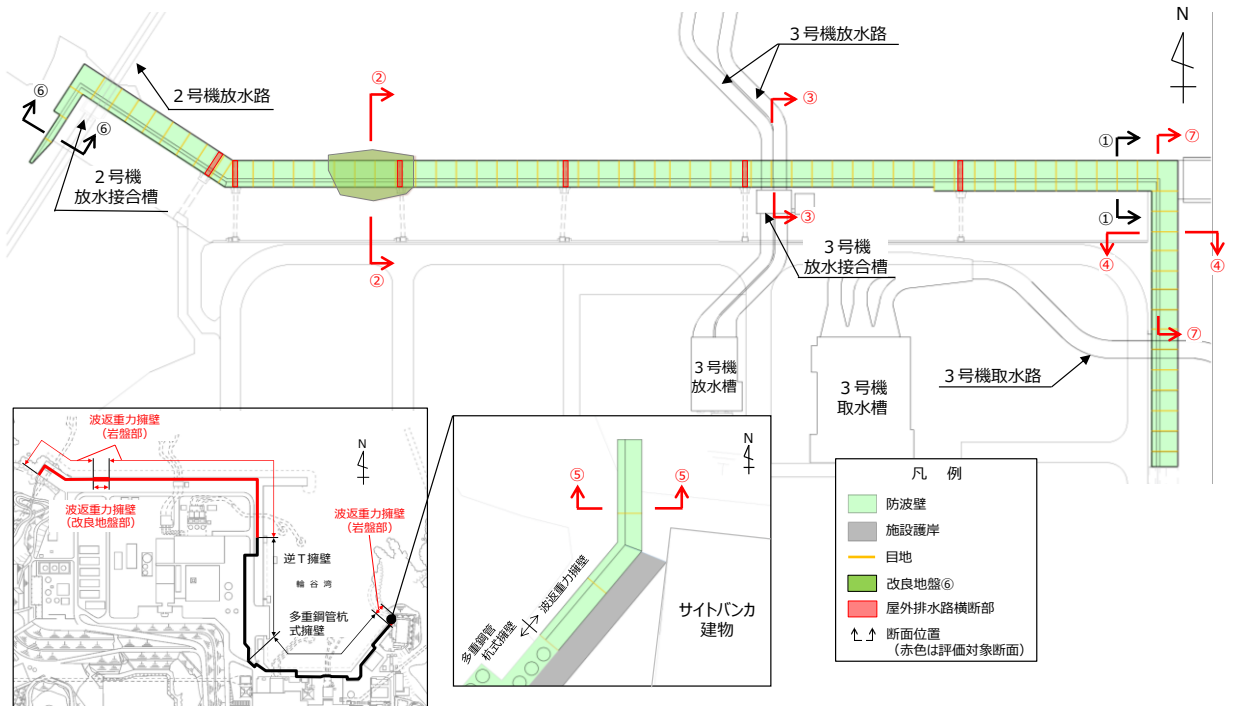 N
⑥
⑥
2号機放水路
2号機
放水接合槽
②
②
3号機放水路
③
③
3号機
放水接合槽
①
①
⑦
⑦
④
④
3号機
放水槽
3号機
取水槽
3号機取水路
波返重力擁壁
(岩盤部)
N
波返重力擁壁
(改良地盤部)
波返重力擁壁
(岩盤部)
逆T擁壁
輪谷湾
多重鋼管杭
式擁壁
N
⑤
⑤
波返重力擁壁
多重鋼管
杭式擁壁
サイトバンカ
建物
凡 例
防波壁
施設護岸
目地
改良地盤⑥
屋外排水路横断部
断面位置
(赤色は評価対象断面)